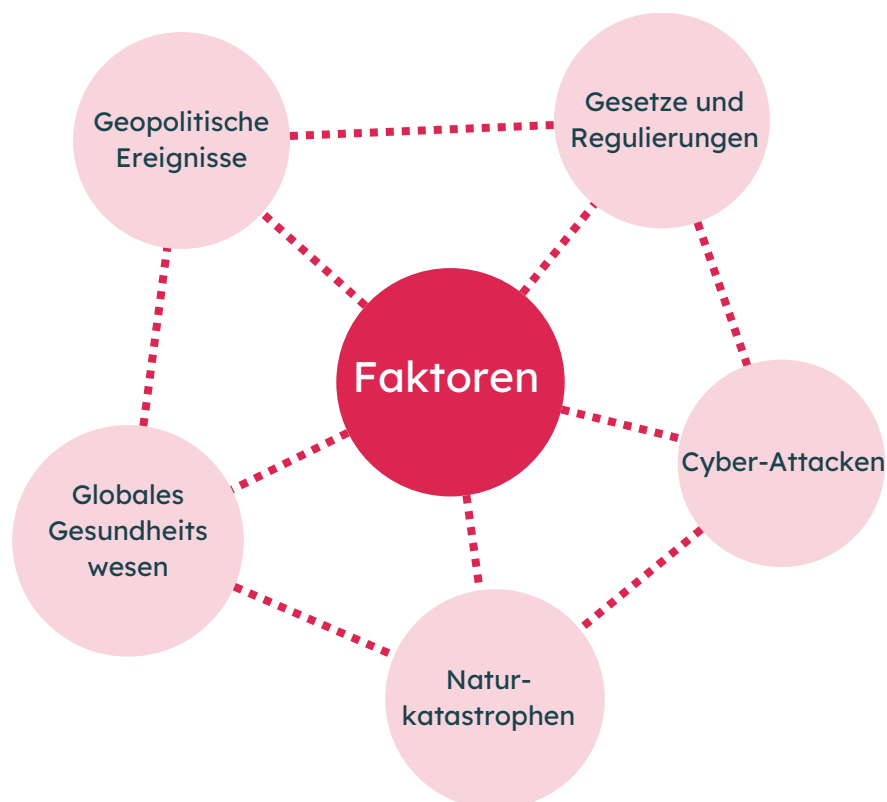 Geopolitische
Ereignisse
Gesetze und
Regulierungen
Faktoren
Cyber-Attacken
Globales
Gesundheits
wesen
Natur-
katastrophen